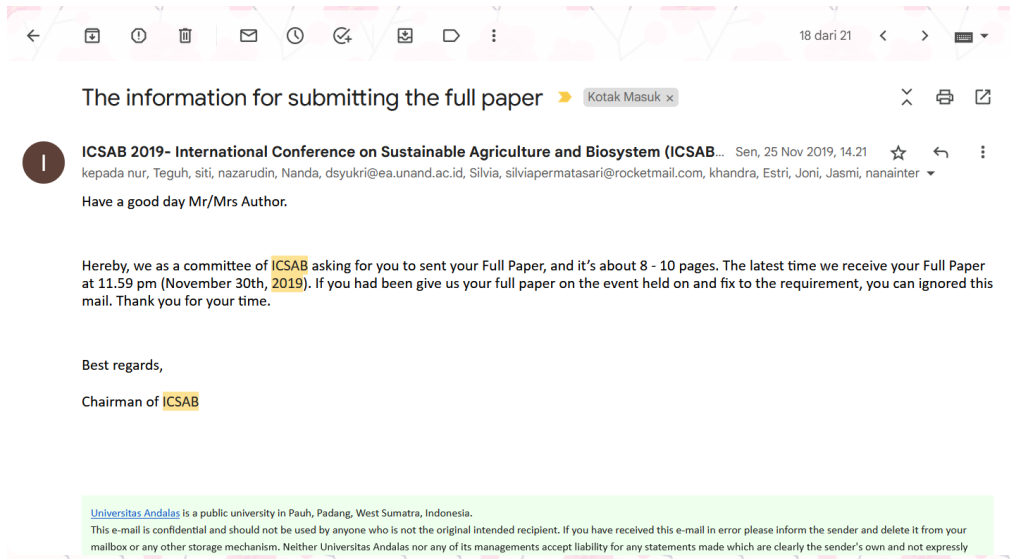 18 dari 21
The information for submitting the full paper Kotak Masuk ×
I
ICSAB 2019- International Conference on Sustainable Agriculture and Biosystem (ICSAB... Sen, 25 Nov 2019, 14.21
kepada nur, Teguh, siti, nazarudin, Nanda, dsyukri@ea.unand.ac.id, Silvia, silviapermatasari@rocketmail.com, khandra, Estri, Joni, Jasmi, nanainter
Have a good day Mr/Mrs Author.
Hereby, we as a committee of ICSAB asking for you to sent your Full Paper, and it's about 8 - 10 pages. The latest time we receive your Full Paper
at 11.59 pm (November 30th, 2019). If you had been give us your full paper on the event held on and fix to the requirement, you can ignored this
mail. Thank you for your time.
Best regards,
Chairman of ICSAB
Universitas Andalas is a public university in Pauh, Padang, West Sumatra, Indonesia.
This e-mail is confidential and should not be used by anyone who is not the original intended recipient. If you have received this e-mail in error please inform the sender and delete it from your
mailbox or any other storage mechanism. Neither Universitas Andalas nor any of its managements accept liability for any statements made which are clearly the sender's own and not expressly